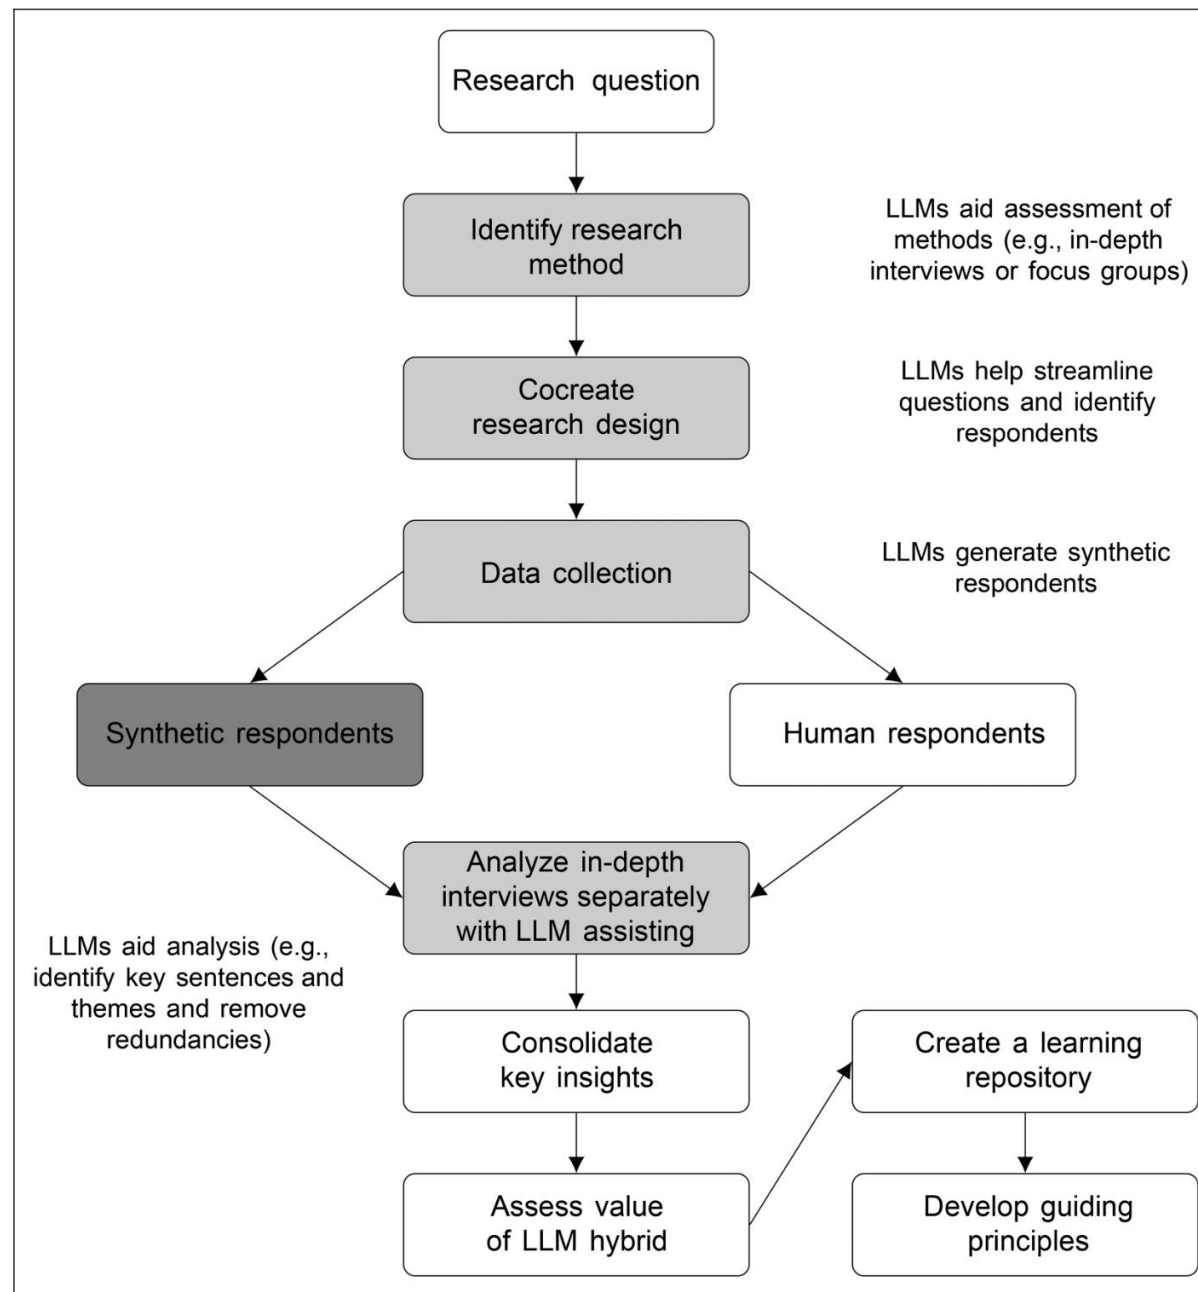 Research question
Identify research
method
LLMs aid assessment of
methods (e.g., in-depth
interviews or focus groups)
Cocreate
research design
LLMs help streamline
questions and identify
respondents
Data collection
LLMs generate synthetic
respondents
Synthetic respondents
Human respondents
Analyze in-depth
interviews separately
with LLM assisting
LLMs aid analysis (e.g.,
identify key sentences and
themes and remove
redundancies)
Consolidate
key insights
Create a learning
repository
Assess value
of LLM hybrid
Develop guiding
principles